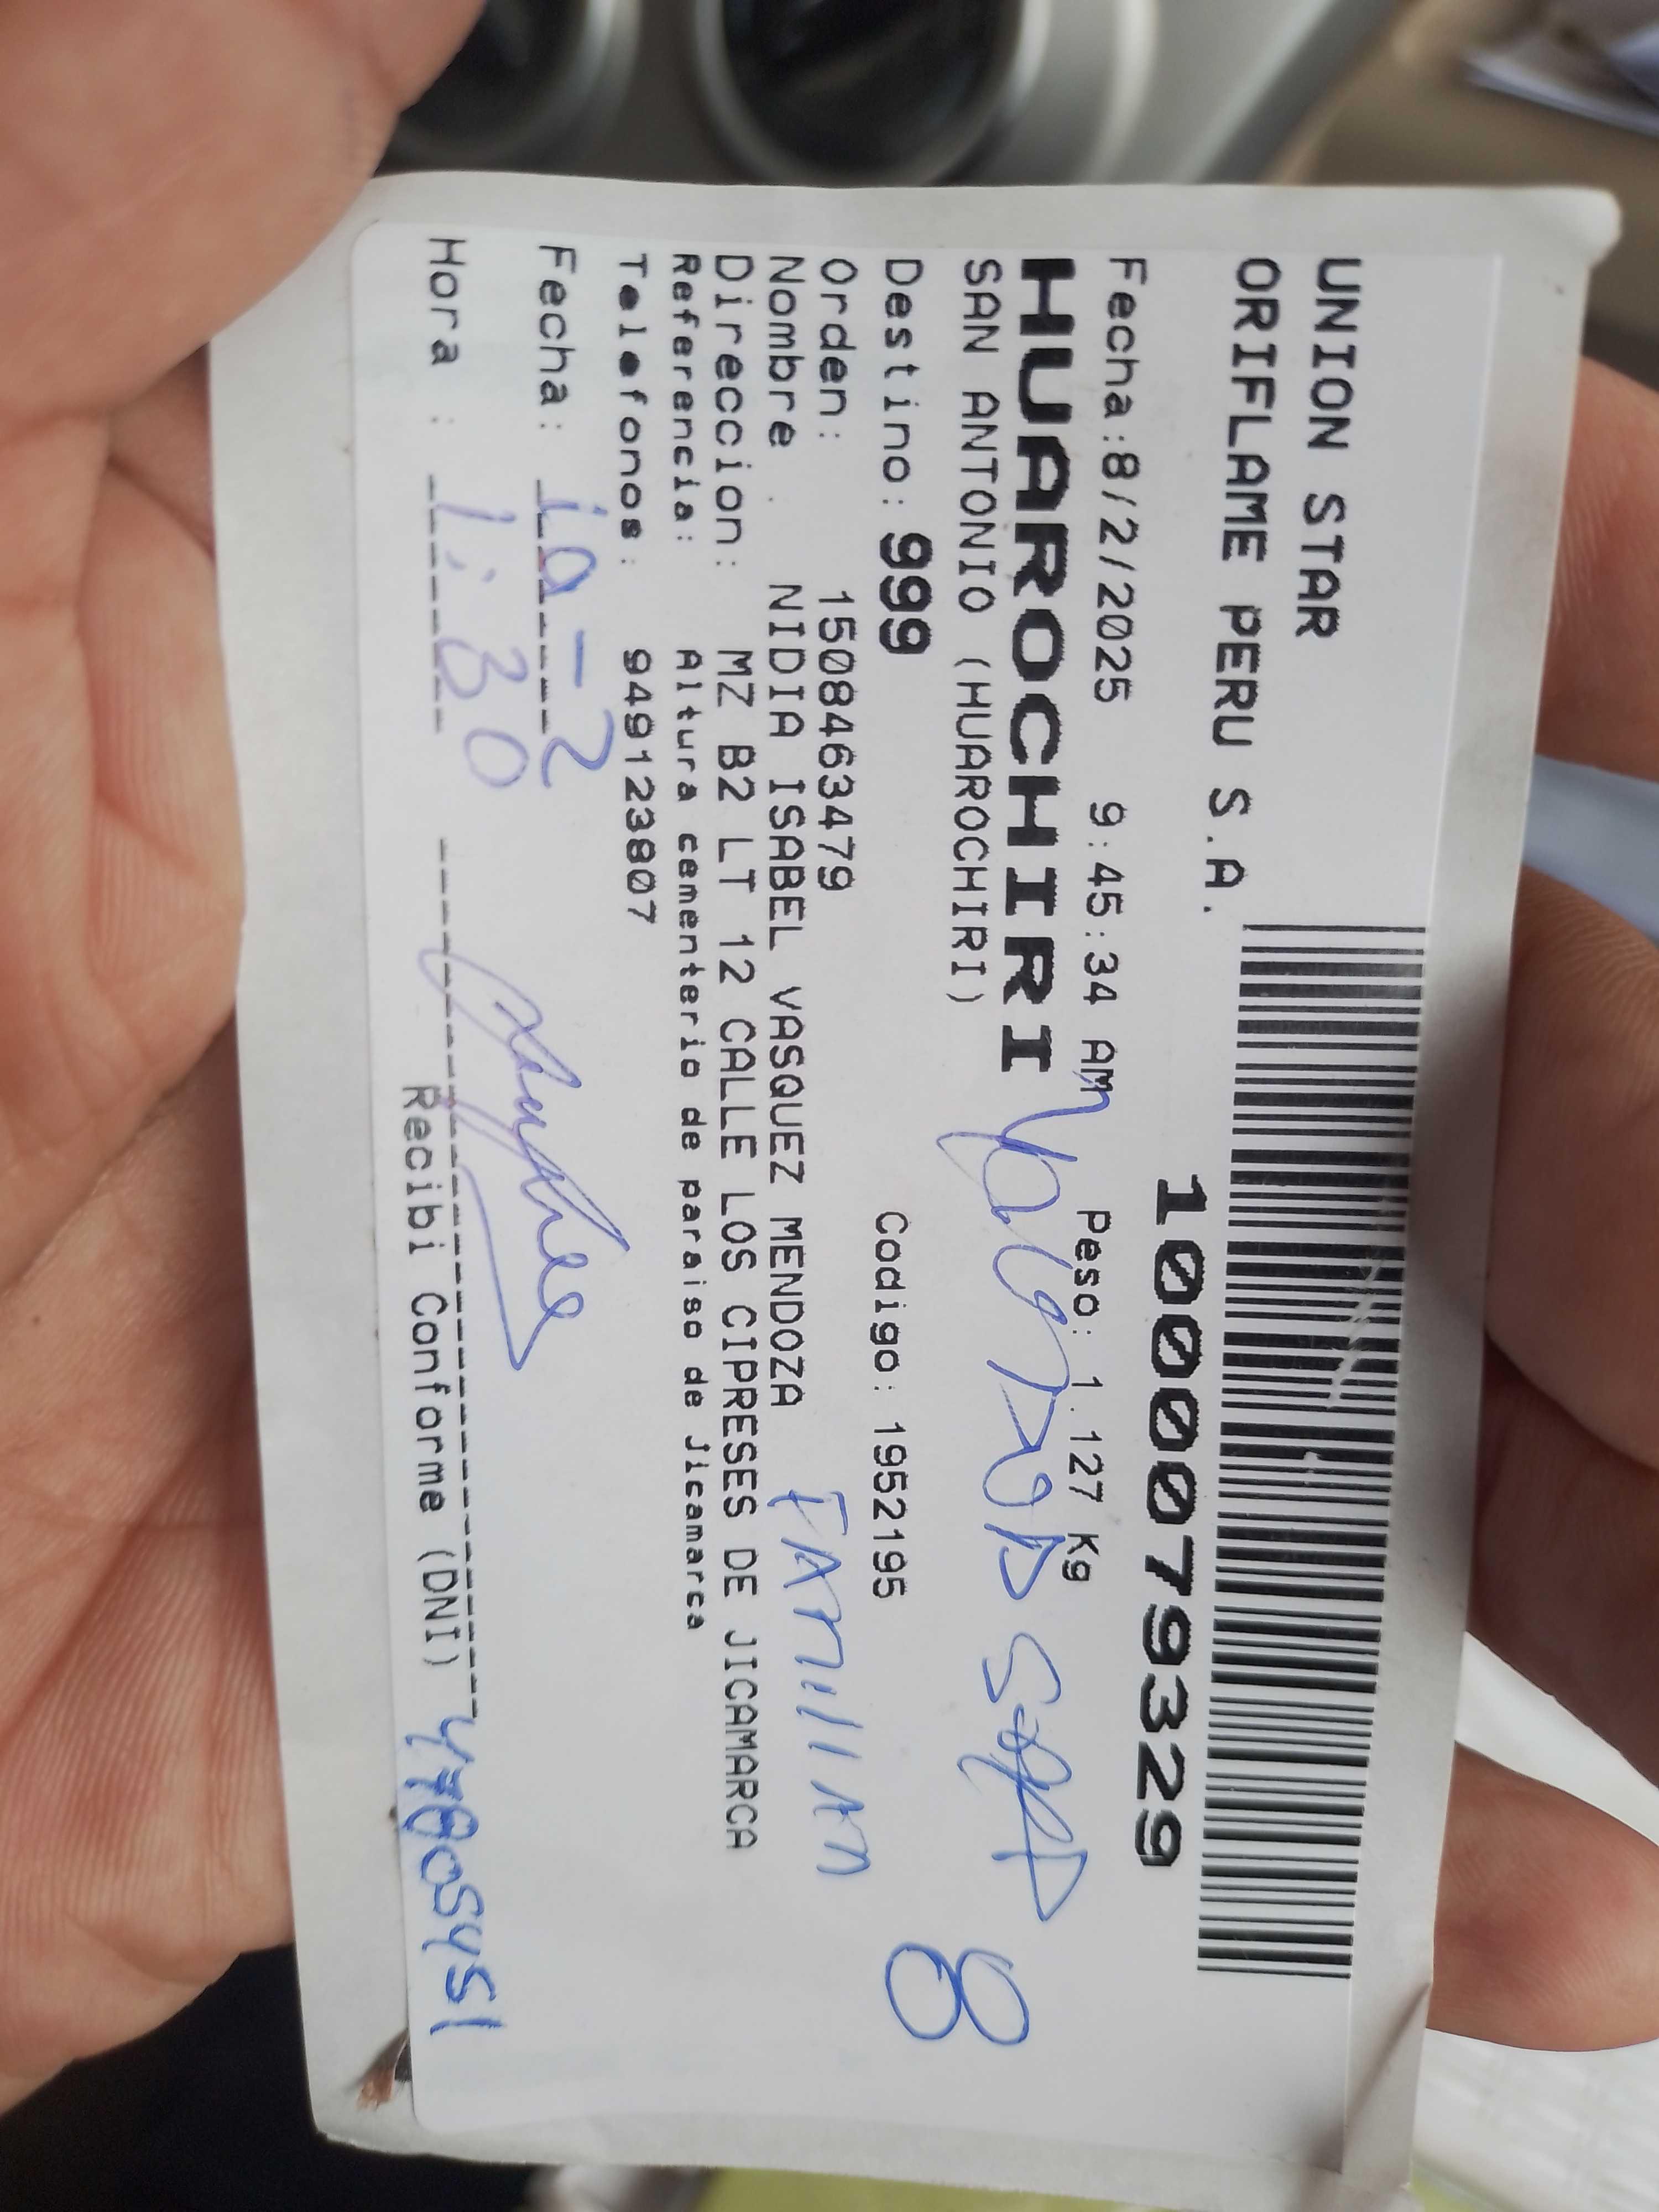 UNION STAR
ORIFLAME PERU S.A.
100079329
Fecha:8/2/2025 9:45:34 AM Peso: 1.127 Kg
HUAROCHIRI
SAN ANTONIO (HUAROCHIRI)
Destino: 999 Codigo: 1952195
8
Orden: 15084463479
Nombre : NIDIA ISABEL VASQUEZ MENDOZA
Direccion: MZ B2 LT 12 CALLE LOS CIPRESES DE JICAMARCA
Referencia: Altura cementerio de paraiso de Jicamarca
Telefonos: 949123807
Fecha: 10-2
Hora : 1:30
Recibi Conforme (DNI)